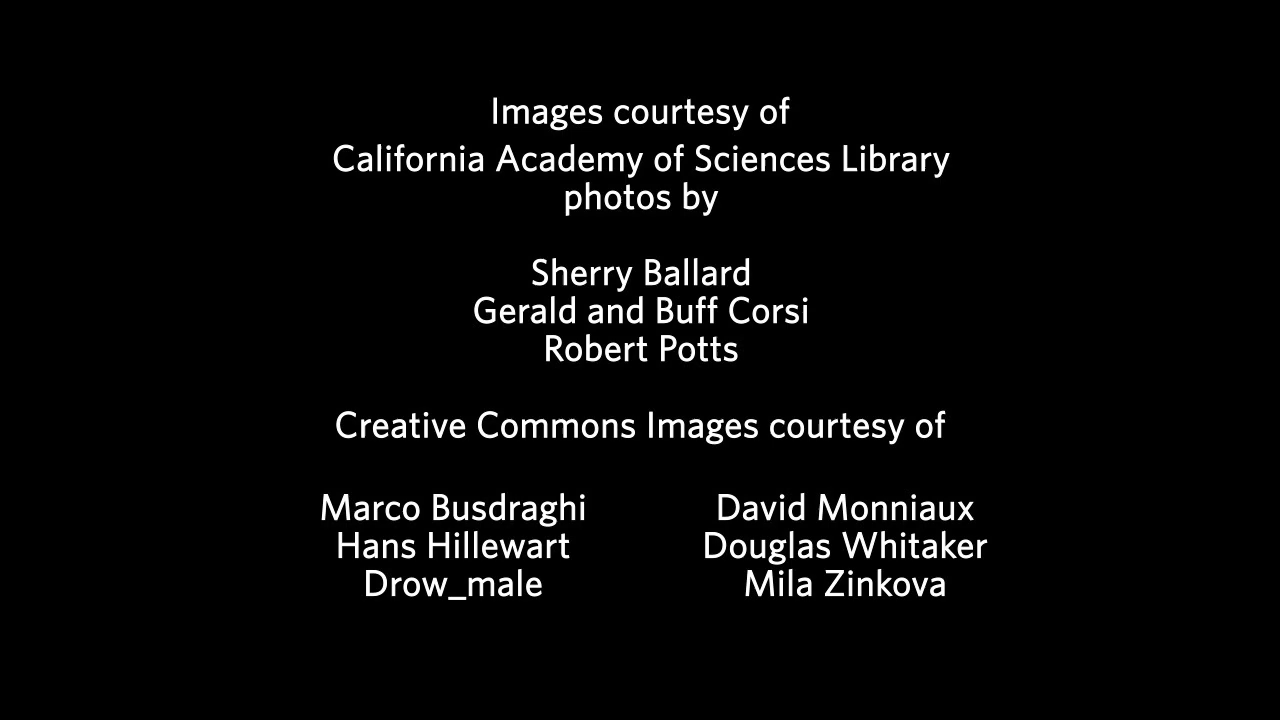 Images courtesy of
California Academy of Sciences Library
photos by
Sherry Ballard
Gerald and Buff Corsi
Robert Potts
Creative Commons Images courtesy of
Marco Busdraghi
Hans Hillewart
Drow_male
David Monniaux
Douglas Whitaker
Mila Zinkova